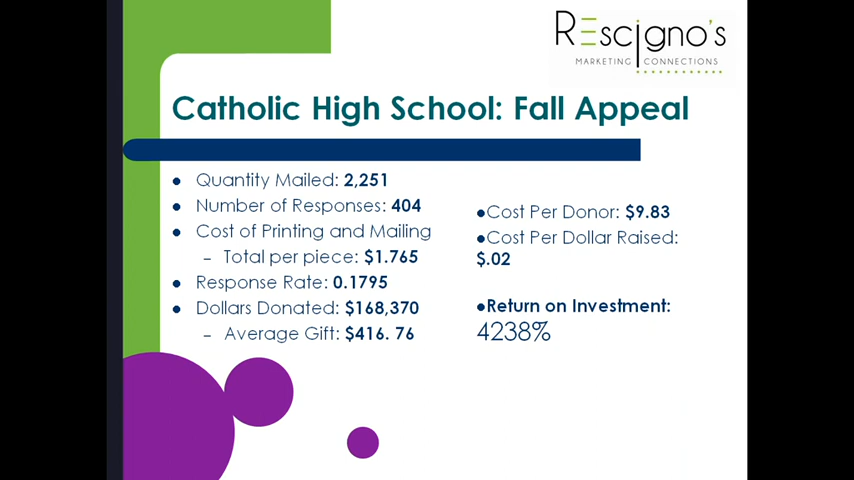 REscigno's
MARKETING CONNECTIONS
Catholic High School: Fall Appeal
● Quantity Mailed: 2,251
● Number of Responses: 404
● Cost of Printing and Mailing
– Total per piece: $1.765
● Response Rate: 0.1795
● Dollars Donated: $168,370
– Average Gift: $416. 76
●Cost Per Donor: $9.83
●Cost Per Dollar Raised:
$.02
●Return on Investment:
4238%